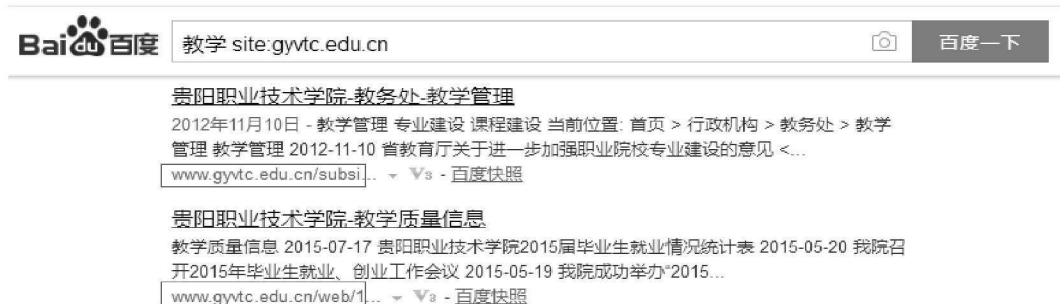 Bai du 百度 教学 site:gyvtc.edu.cn 百度一下
贵阳职业技术学院-教务处-教学管理
2012年11月10日 - 教学管理 专业建设 课程建设 当前位置: 首页 > 行政机构 > 教务处 > 教学
管理 教学管理 2012-11-10 省教育厅关于进一步加强职业院校专业建设的意见 <...
www.gyvtc.edu.cn/subsi... V3 - 百度快照
贵阳职业技术学院-教学质量信息
教学质量信息 2015-07-17 贵阳职业技术学院2015届毕业生就业情况统计表 2015-05-20 我院召
开2015年毕业生就业、创业工作会议 2015-05-19 我院成功举办“2015...
www.gyvtc.edu.cn/web/1... V3 - 百度快照